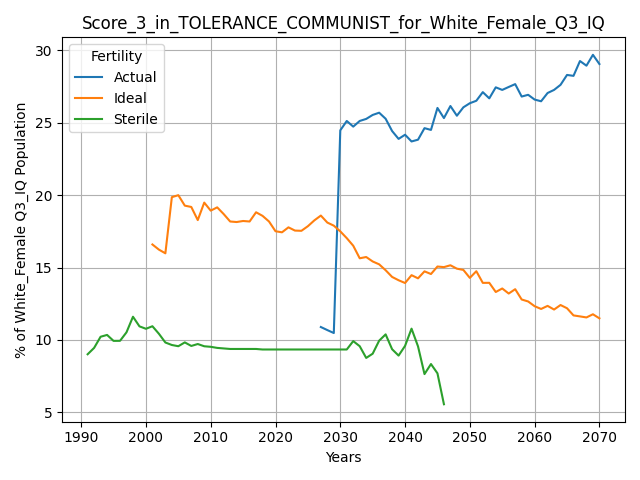 Score_3_in_TOLERANCE_COMMUNIST_for_White_Female_Q3_IQ
Fertility
Actual
Ideal
Sterile
% of White_Female Q3_IQ Population
30
25
20
15
10
5
1990 2000 2010 2020 2030 2040 2050 2060 2070
Years